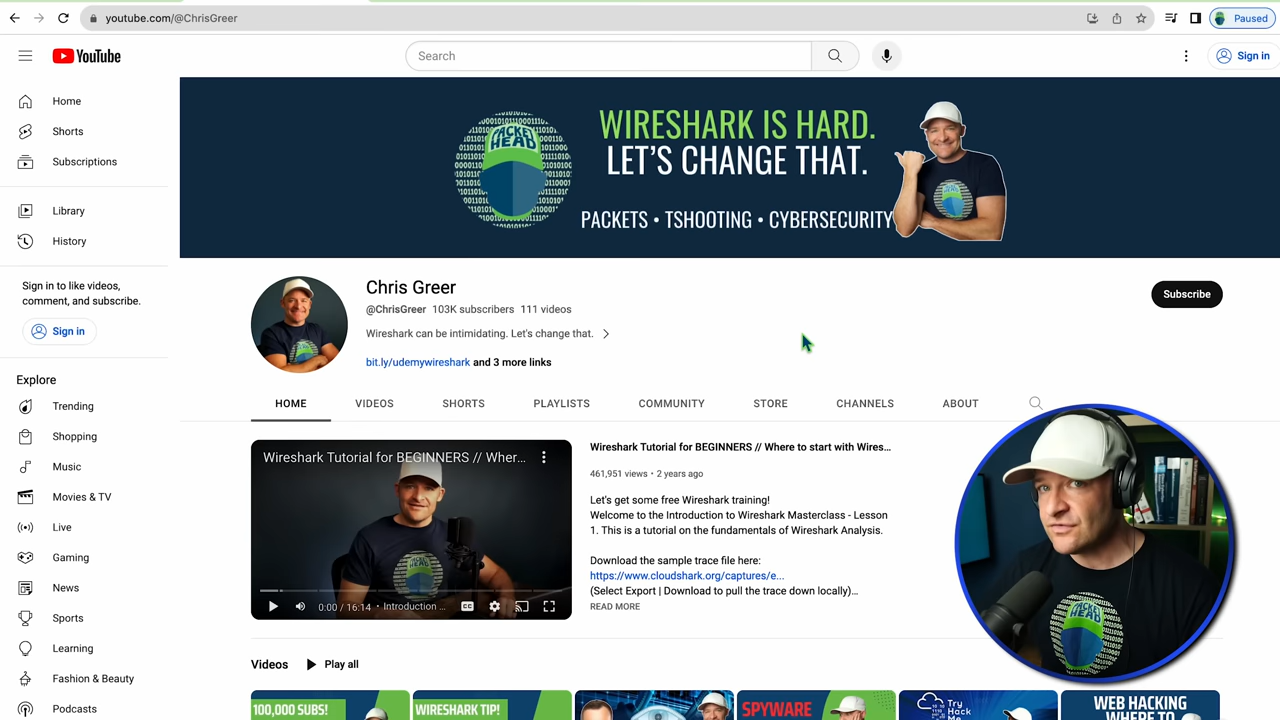 youtube.com/@ChrisGreer
Paused
YouTube
Search
Sign in
Home
Shorts
Subscriptions
Library
History
Sign in to like videos,
comment, and subscribe.
Sign in
Explore
Trending
Shopping
Music
Movies & TV
Live
Gaming
News
Sports
Learning
Fashion & Beauty
Podcasts
PACKET
HEAD
WIRESHARK IS HARD.
LET'S CHANGE THAT.
PACKETS • TSHOOTING • CYBERSECURITY
Chris Greer
@ChrisGreer 103K subscribers 111 videos
Wireshark can be intimidating. Let's change that.
bit.ly/udemywireshark and 3 more links
Subscribe
HOME VIDEOS SHORTS PLAYLISTS COMMUNITY STORE CHANNELS ABOUT
Wireshark Tutorial for BEGINNERS // Wher...
0:00 / 16:14 • Introduction ...
Wireshark Tutorial for BEGINNERS // Where to start with Wires...
461,951 views • 2 years ago
Let's get some free Wireshark training!
Welcome to the Introduction to Wireshark Masterclass - Lesson
1. This is a tutorial on the fundamentals of Wireshark Analysis.
Download the sample trace file here:
https://www.cloudshark.org/captures/e...
(Select Export | Download to pull the trace down locally)...
READ MORE
Videos Play all
100,000 SUBS!
WIRESHARK TIP!
SPYWARE
Try
Hack
WEB HACKING
WHERE TO